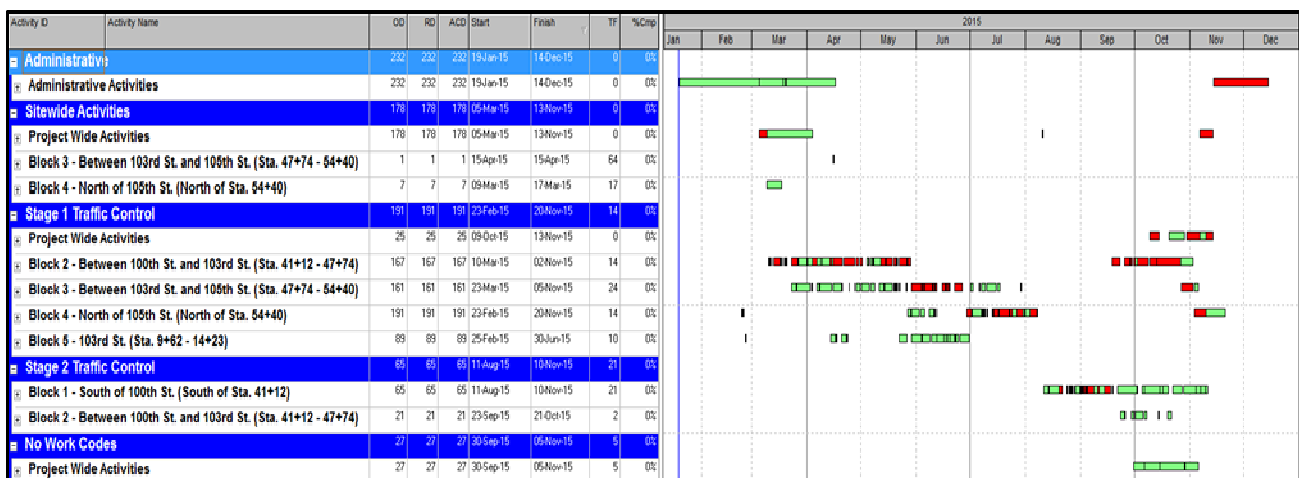 Activity ID Activity Name OD RD ACD Start Finish TF %Cmp 2015
Jan Feb Mar Apr May Jun Jul Aug Sep Oct Nov Dec
Administrative 232 232 232 19-Jan-15 14-Dec-15 0 0%
Administrative Activities 232 232 232 19-Jan-15 14-Dec-15 0 0%
Sitewide Activities 178 178 178 05-Mar-15 13-Nov-15 0 0%
Project Wide Activities 178 178 178 05-Mar-15 13-Nov-15 0 0%
Block 3 - Between 103rd St. and 105th St. (Sta. 47+74 - 54+40) 1 1 1 15-Apr-15 15-Apr-15 64 0%
Block 4 - North of 105th St. (North of Sta. 54+40) 7 7 7 09-Mar-15 17-Mar-15 17 0%
Stage 1 Traffic Control 191 191 191 23-Feb-15 20-Nov-15 14 0%
Project Wide Activities 25 25 25 09-Oct-15 13-Nov-15 0 0%
Block 2 - Between 100th St. and 103rd St. (Sta. 41+12 - 47+74) 167 167 167 10-Mar-15 02-Nov-15 14 0%
Block 3 - Between 103rd St. and 105th St. (Sta. 47+74 - 54+40) 161 161 161 23-Mar-15 05-Nov-15 24 0%
Block 4 - North of 105th St. (North of Sta. 54+40) 191 191 191 23-Feb-15 20-Nov-15 14 0%
Block 5 - 103rd St. (Sta. 9+62 - 14+23) 89 89 89 25-Feb-15 30-Jun-15 10 0%
Stage 2 Traffic Control 65 65 65 11-Aug-15 10-Nov-15 21 0%
Block 1 - South of 100th St. (South of Sta. 41+12) 65 65 65 11-Aug-15 10-Nov-15 21 0%
Block 2 - Between 100th St. and 103rd St. (Sta. 41+12 - 47+74) 21 21 21 23-Sep-15 21-Oct-15 2 0%
No Work Codes 27 27 27 30-Sep-15 05-Nov-15 5 0%
Project Wide Activities 27 27 27 30-Sep-15 05-Nov-15 5 0%